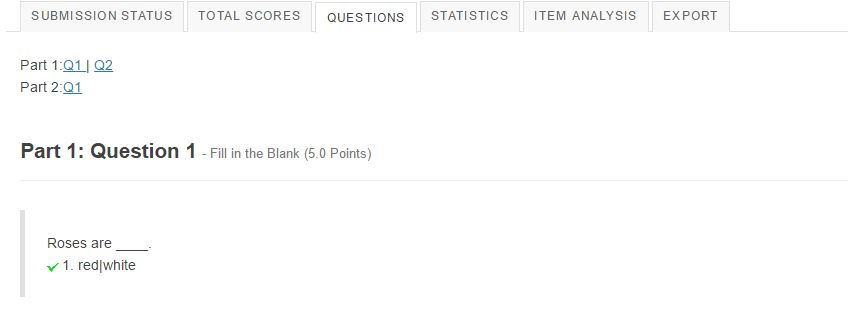 SUBMISSION STATUS TOTAL SCORES QUESTIONS STATISTICS ITEM ANALYSIS EXPORT
Part 1:Q1 | Q2
Part 2:Q1
Part 1: Question 1 - Fill in the Blank (5.0 Points)
Roses are ____.
1. red|white